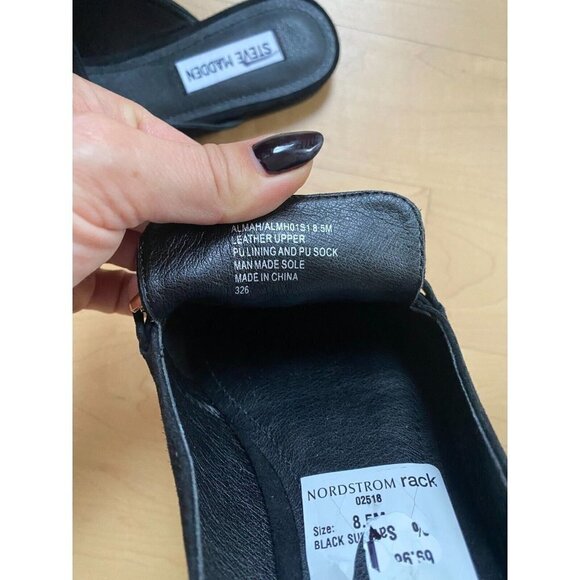 STEVE MADDEN
ALMAH/ALMH01S1 8.5M
LEATHER UPPER
PU LINING AND PU SOCK
MAN MADE SOLE
MADE IN CHINA
326
NORDSTROM rack
02518
Size: 8.5M
BLACK
%